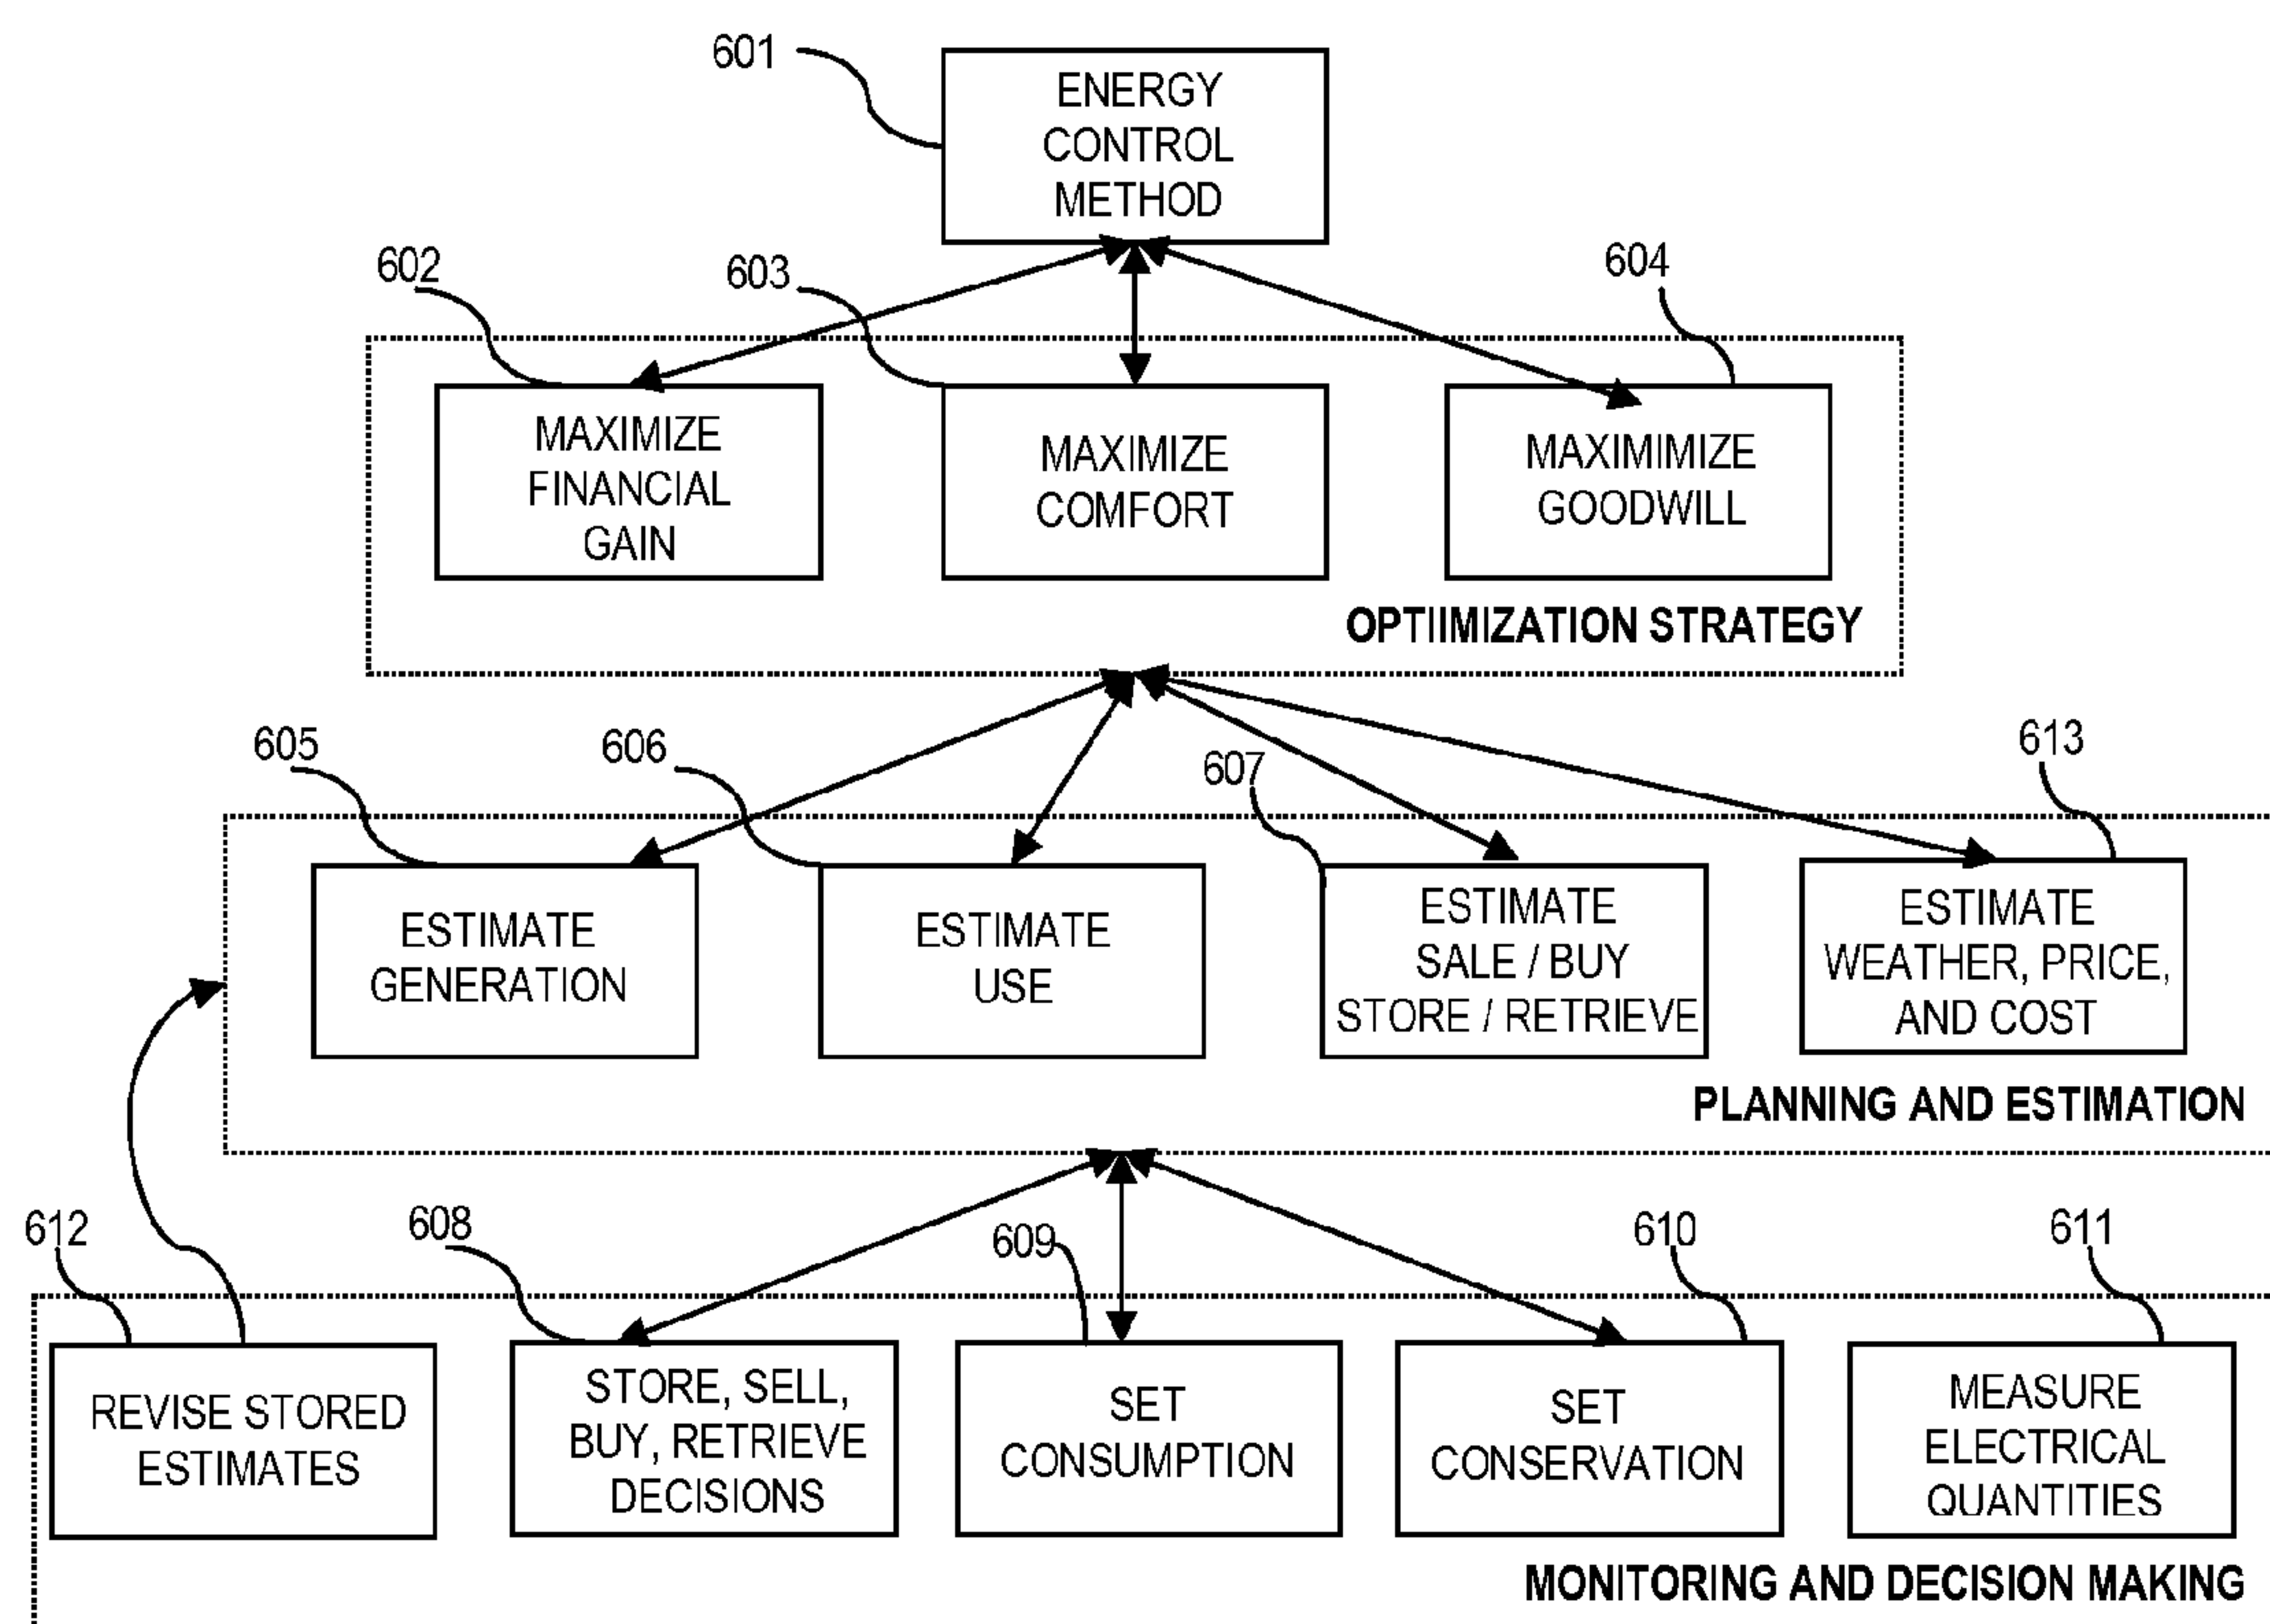 601
ENERGY
CONTROL
METHOD
602
603
604
MAXIMIZE
FINANCIAL
GAIN
MAXIMIZE
COMFORT
MAXIMIMIZE
GOODWILL
OPTIIMIZATION STRATEGY
605
606
607
613
ESTIMATE
GENERATION
ESTIMATE
USE
ESTIMATE
SALE / BUY
STORE / RETRIEVE
ESTIMATE
WEATHER, PRICE,
AND COST
PLANNING AND ESTIMATION
612
608
609
610
611
REVISE STORED
ESTIMATES
STORE, SELL,
BUY, RETRIEVE
DECISIONS
SET
CONSUMPTION
SET
CONSERVATION
MEASURE
ELECTRICAL
QUANTITIES
MONITORING AND DECISION MAKING